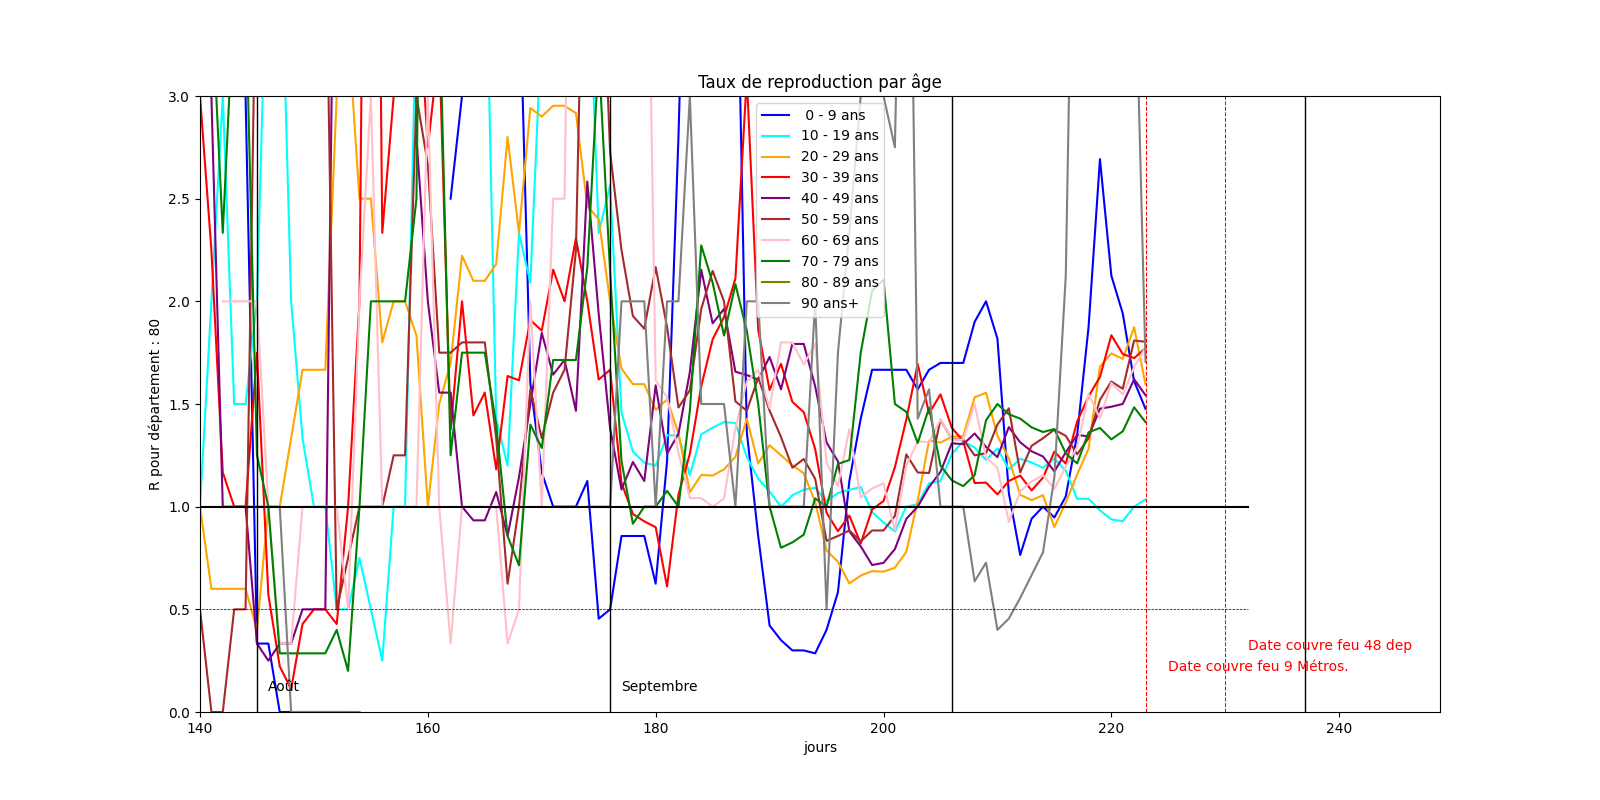 Taux de reproduction par âge
3.0
2.5
2.0
1.5
1.0
0.5
0.0
R pour département : 80
0 - 9 ans
10 - 19 ans
20 - 29 ans
30 - 39 ans
40 - 49 ans
50 - 59 ans
60 - 69 ans
70 - 79 ans
80 - 89 ans
90 ans+
Date couvre feu 48 dep
Date couvre feu 9 Métros.
Août
Septembre
140
160
180
200
220
240
jours